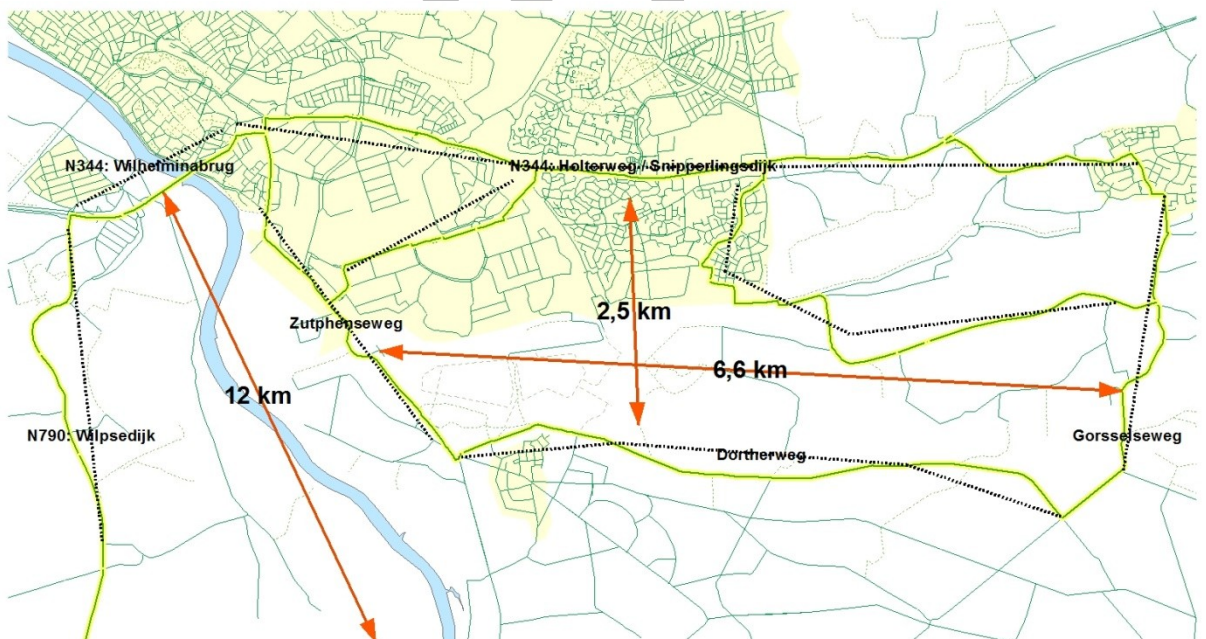 N344: Wilhelminabrug
N344: Holterweg / Snipperlingsdijk
2,5 km
Zutphenseweg
6,6 km
12 km
N790: Wilpsedijk
Gorsselseweg
Dortherweg